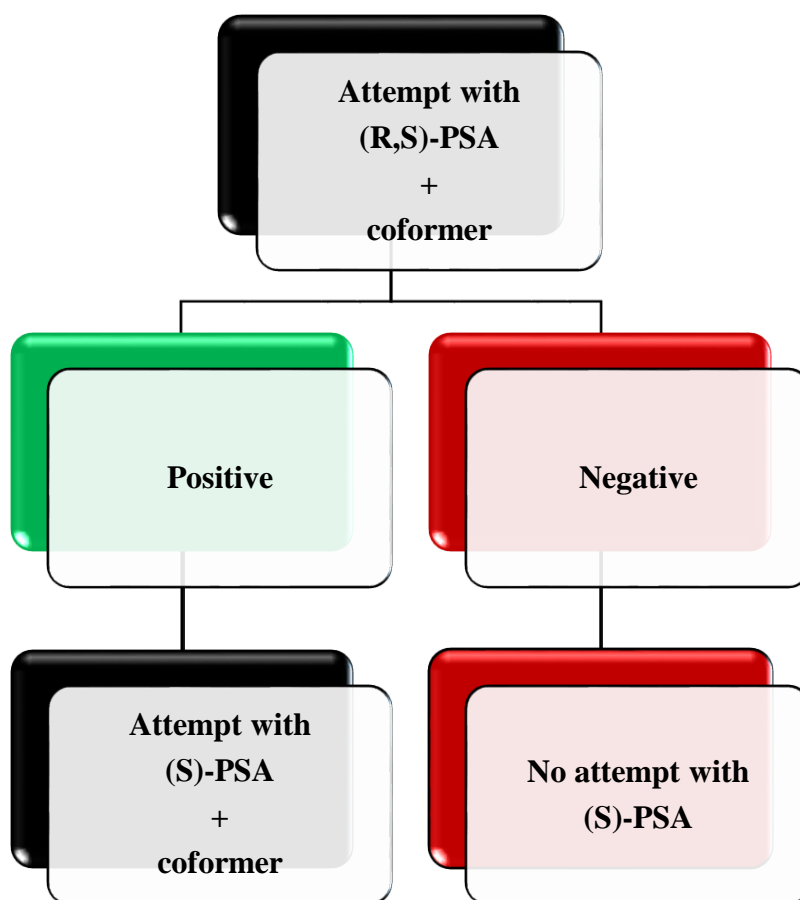 Attempt with
(R,S)-PSA
+
coformer
Positive
Negative
Attempt with
(S)-PSA
+
coformer
No attempt with
(S)-PSA